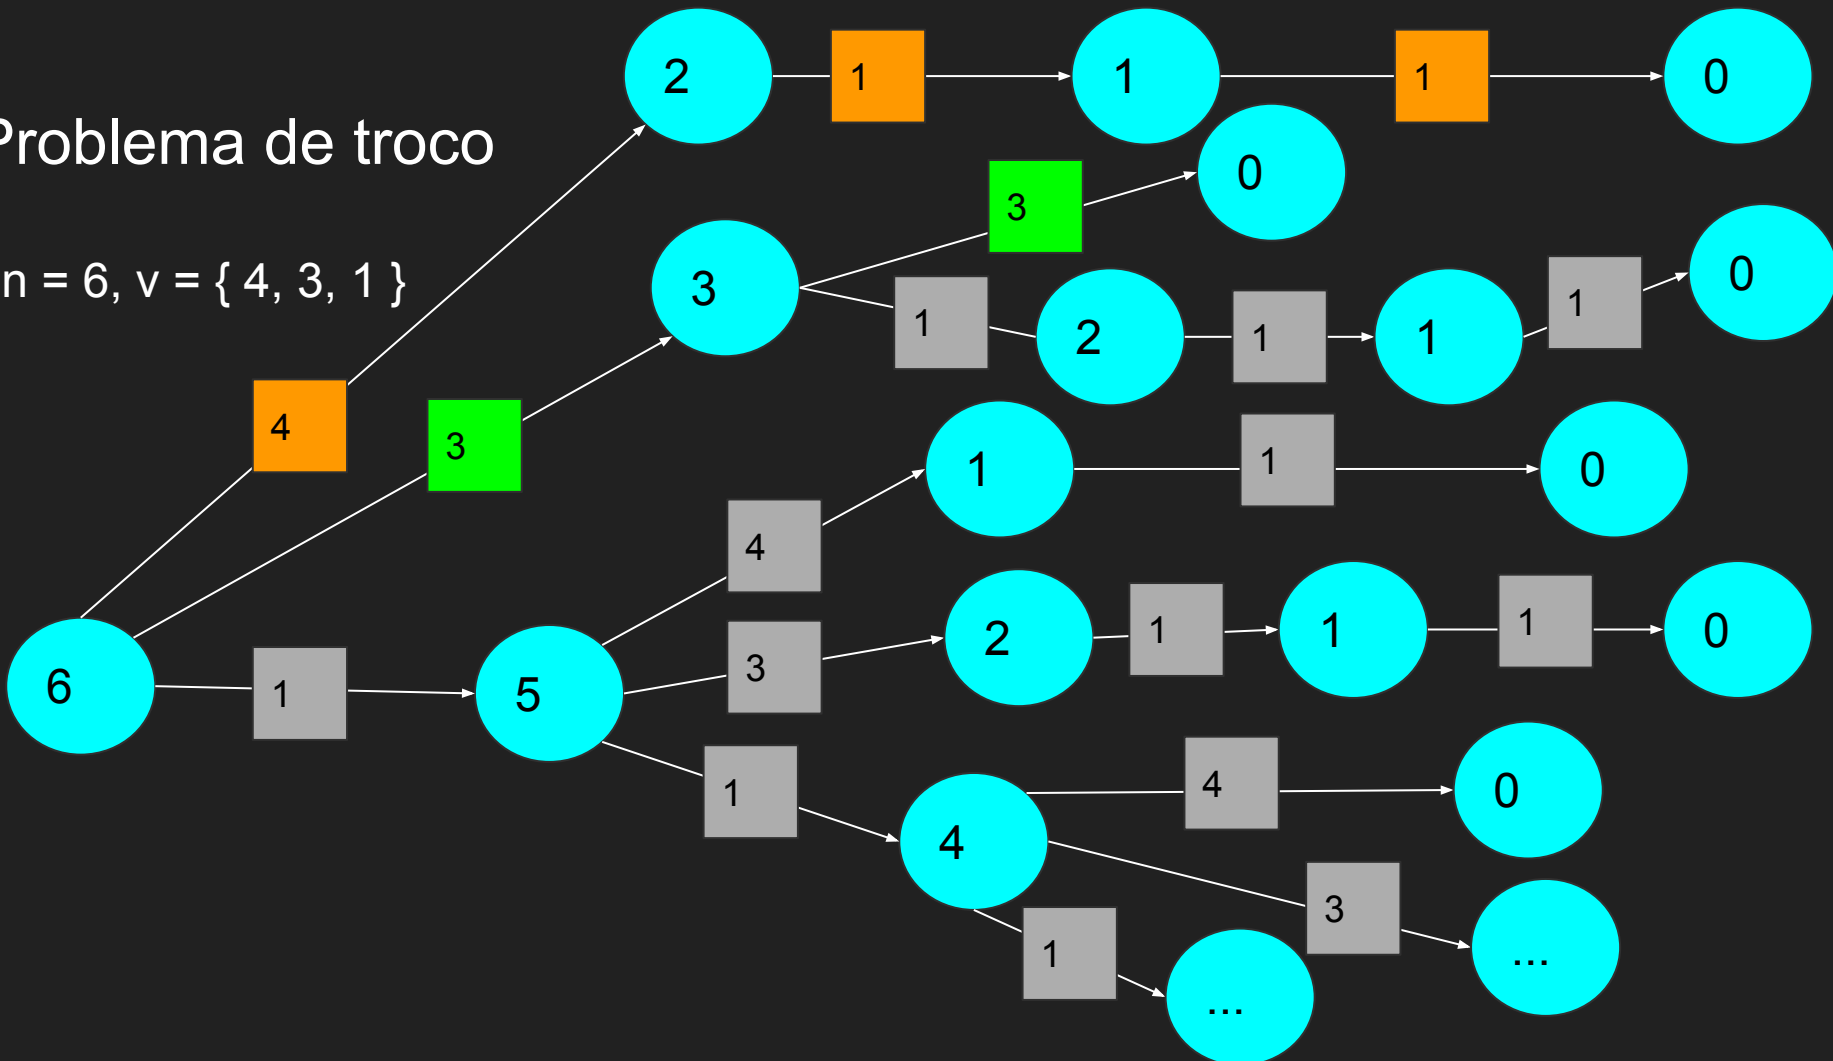 2 1 1 1 0
Problema de troco
3 0
n = 6, v = { 4, 3, 1 }
3 1 2 1 1 1 0
4
3
1 1 0
4
2 1 1 1 0
3
6 1 5
1 4 4 0
3 ...
1 ...